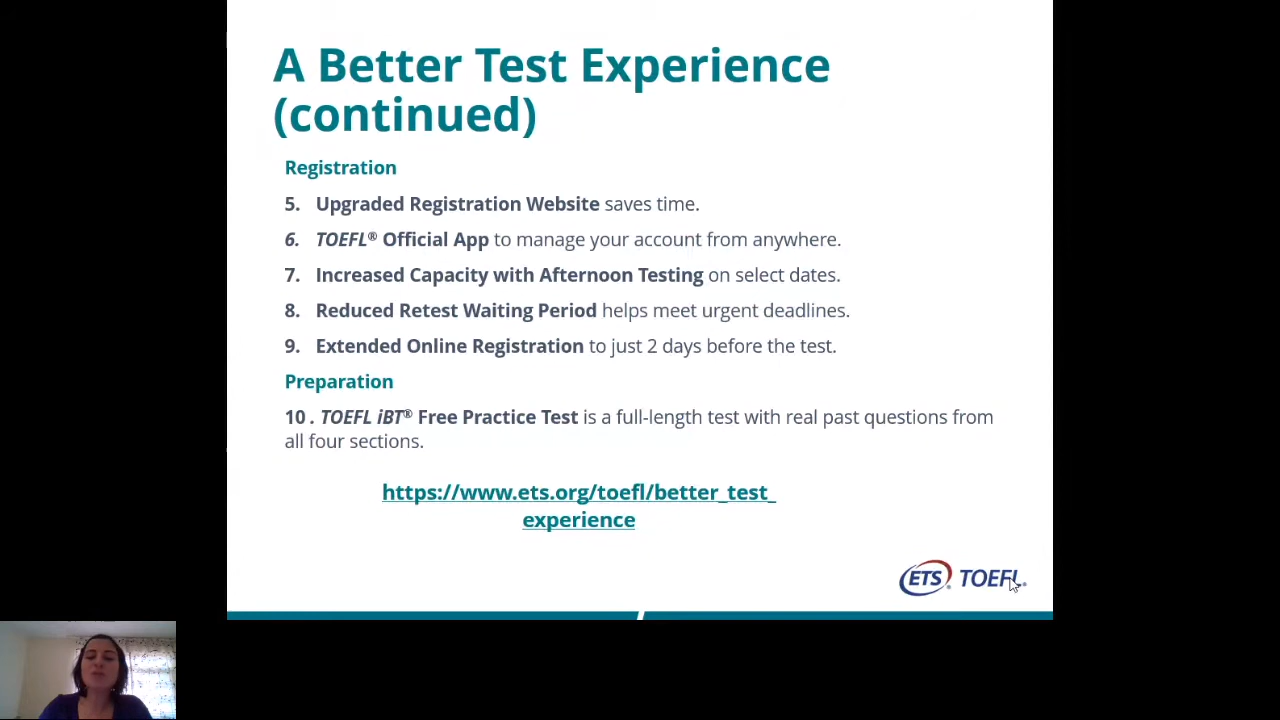 A Better Test Experience
(continued)
Registration
5. Upgraded Registration Website saves time.
6. TOEFL® Official App to manage your account from anywhere.
7. Increased Capacity with Afternoon Testing on select dates.
8. Reduced Retest Waiting Period helps meet urgent deadlines.
9. Extended Online Registration to just 2 days before the test.
Preparation
10 . TOEFL iBT® Free Practice Test is a full-length test with real past questions from
all four sections.
https://www.ets.org/toefl/better_test_
experience
ETS® TOEFL®